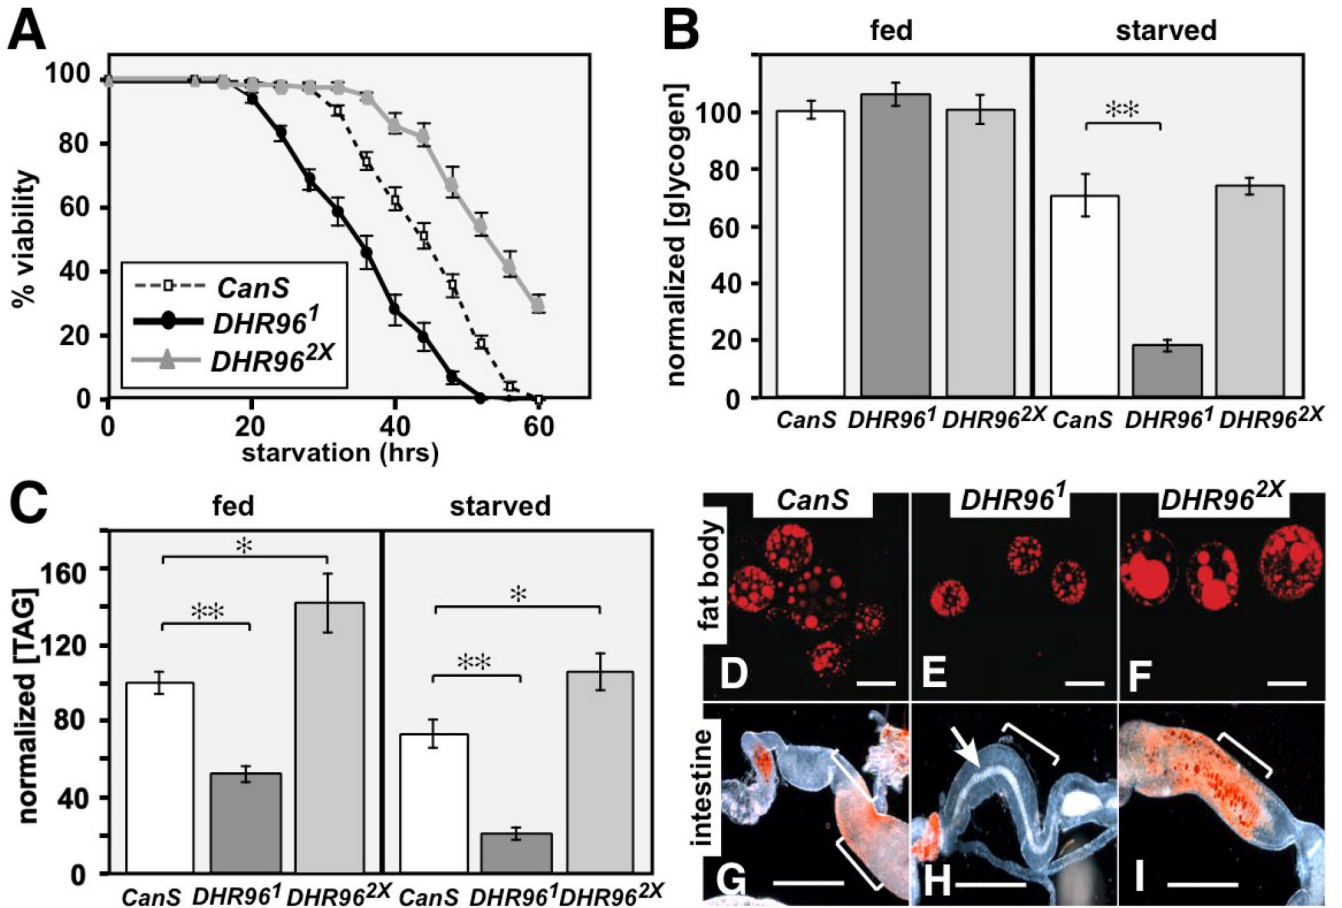 A
% viability
100
80
60
40
20
0
CanS
DHR96¹
DHR96²ˣ
0 20 40 60
starvation (hrs)
B
fed starved
normalized [glycogen]
100
80
60
40
20
0
**
CanS DHR96¹ DHR96²ˣ CanS DHR96¹ DHR96²ˣ
C
fed starved
normalized [TAG]
160
120
80
40
0
*
**
*
**
CanS DHR96¹ DHR96²ˣ CanS DHR96¹ DHR96²ˣ
CanS DHR96¹ DHR96²ˣ
fat body
D E F
intestine
G H I